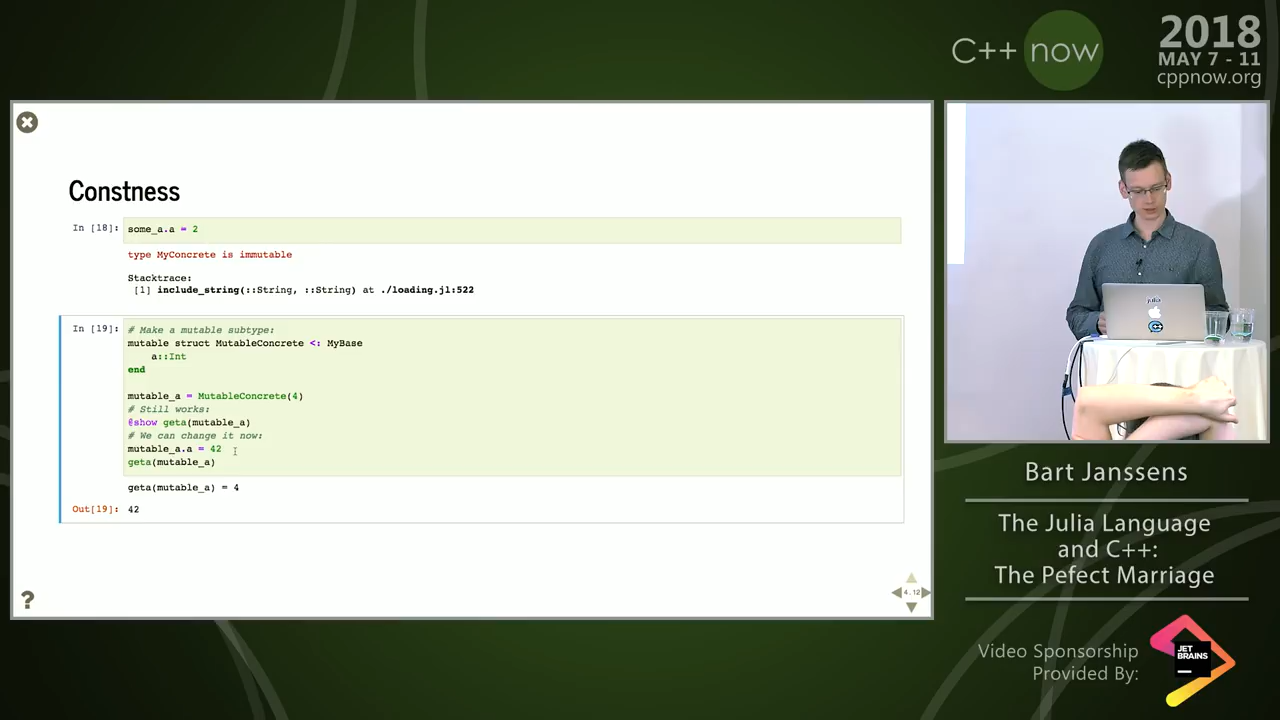 C++ now
2018
MAY 7 - 11
cppnow.org
Constness
In [18]: some_a.a = 2
type MyConcrete is immutable
Stacktrace:
[1] include_string(::String, ::String) at ./loading.jl:522
In [19]: # Make a mutable subtype:
mutable struct MutableConcrete <: MyBase
a::Int
end
mutable_a = MutableConcrete(4)
# Still works:
@show geta(mutable_a)
# We can change it now:
mutable_a.a = 42
geta(mutable_a)
geta(mutable_a) = 4
Out[19]: 42
?
4.12
julia
Bart Janssens
The Julia Language
and C++:
The Pefect Marriage
Video Sponsorship
Provided By:
JET
BRAINS